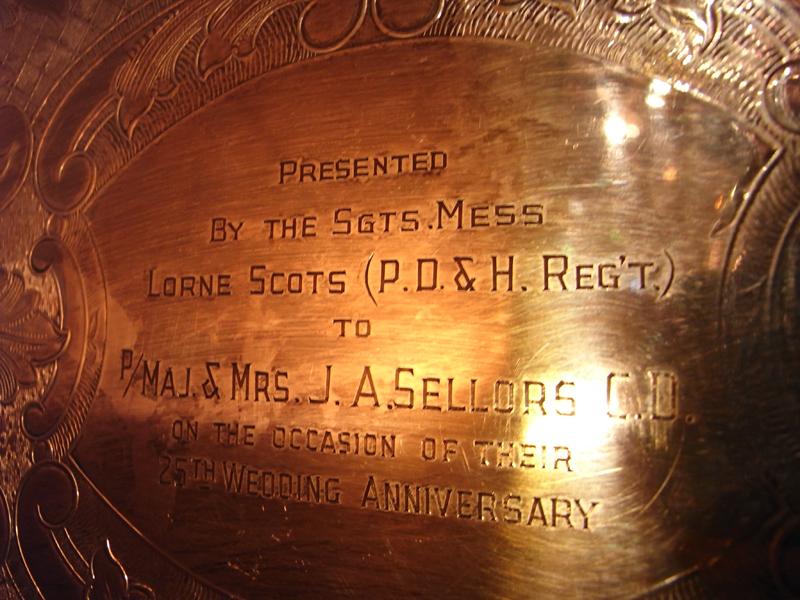 PRESENTED
BY THE SGTS. MESS
LORNE SCOTS (P.D. & H. REG'T.)
TO
P/MAJ. & MRS. J. A. SELLORS C.D.
ON THE OCCASION OF THEIR
25TH WEDDING ANNIVERSARY